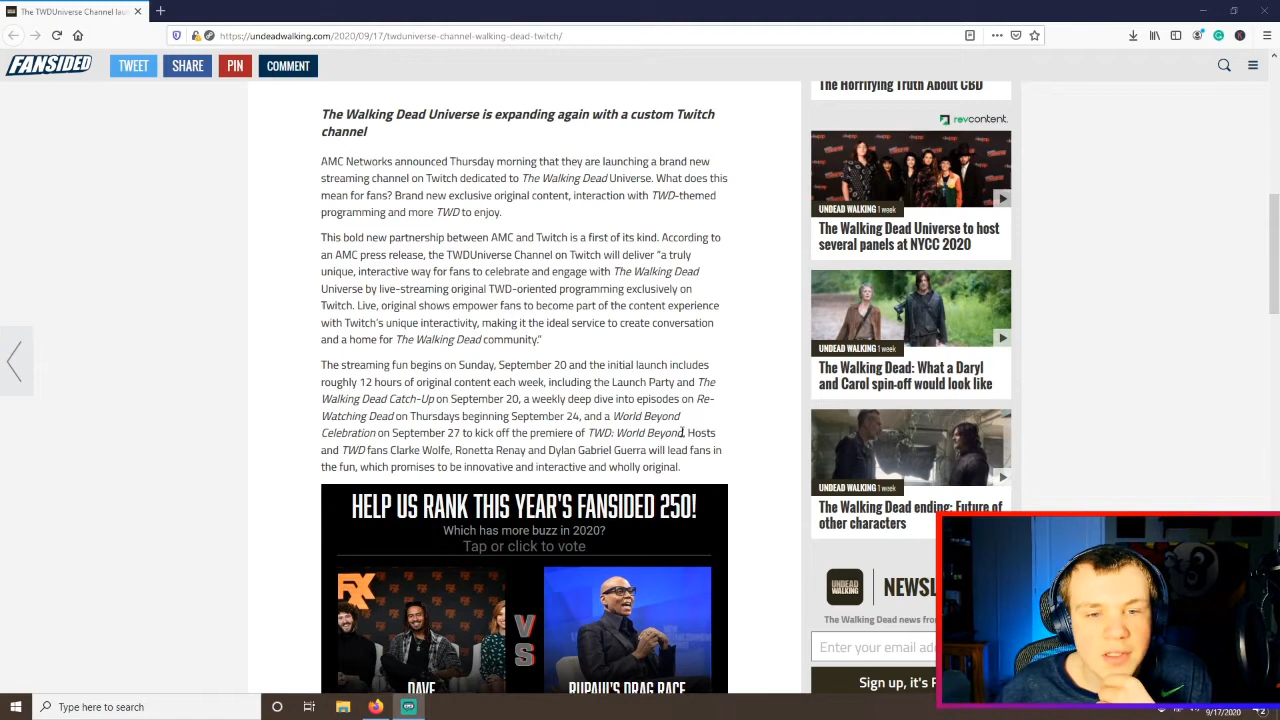 The TWDUniverse Channel laun
https://undeadwalking.com/2020/09/17/twduniverse-channel-walking-dead-twitch/
FANSIDED
TWEET
SHARE
PIN
COMMENT
The Walking Dead Universe is expanding again with a custom Twitch
channel
AMC Networks announced Thursday morning that they are launching a brand new
streaming channel on Twitch dedicated to The Walking Dead Universe. What does this
mean for fans? Brand new exclusive original content, interaction with TWD-themed
programming and more TWD to enjoy.
This bold new partnership between AMC and Twitch is a first of its kind. According to
an AMC press release, the TWDUniverse Channel on Twitch will deliver “a truly
unique, interactive way for fans to celebrate and engage with The Walking Dead
Universe by live-streaming original TWD-oriented programming exclusively on
Twitch. Live, original shows empower fans to become part of the content experience
with Twitch’s unique interactivity, making it the ideal service to create conversation
and a home for The Walking Dead community.”
The streaming fun begins on Sunday, September 20 and the initial launch includes
roughly 12 hours of original content each week, including the Launch Party and The
Walking Dead Catch-Up on September 20, a weekly deep dive into episodes on Re-
Watching Dead on Thursdays beginning September 24, and a World Beyond
Celebration on September 27 to kick off the premiere of TWD: World Beyond, Hosts
and TWD fans Clarke Wolfe, Ronetta Renay and Dylan Gabriel Guerra will lead fans in
the fun, which promises to be innovative and interactive and wholly original.
HELP US RANK THIS YEAR'S FANSIDED 250!
Which has more buzz in 2020?
Tap or click to vote
FXX
VS
DAVE
RUPAUL'S DRAG RACE
The Horrifying Truth About CBD
revcontent.
UNDEAD WALKING 1 week
The Walking Dead Universe to host
several panels at NYCC 2020
UNDEAD WALKING 1 week
The Walking Dead: What a Daryl
and Carol spin-off would look like
UNDEAD WALKING 1 week
The Walking Dead ending: Future of
other characters
UNDEAD
WALKING
NEWSL
The Walking Dead news from
Enter your email add
Sign up, it's F
Type here to search
9/17/2020